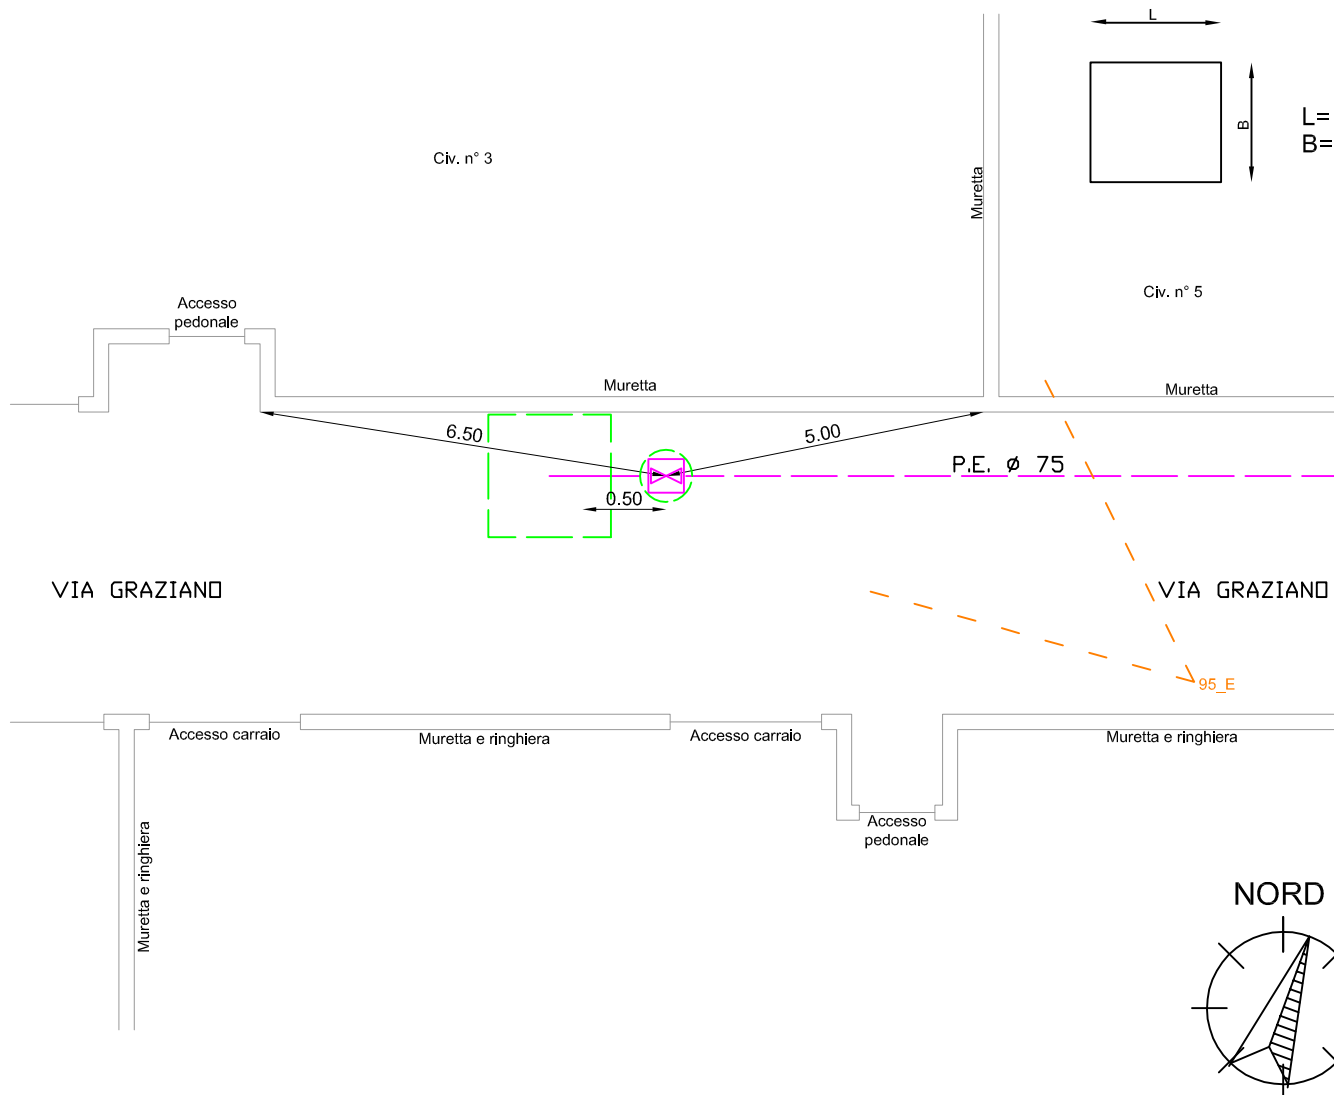 L
B
L=
B=
Civ. n° 3
Muretta
Civ. n° 5
Accesso
pedonale
Muretta
Muretta
6.50
5.00
P.E. ø 75
0.50
VIA GRAZIANO
VIA GRAZIANO
95_E
Accesso carraio
Muretta e ringhiera
Accesso carraio
Muretta e ringhiera
Accesso
pedonale
Muretta e ringhiera
NORD